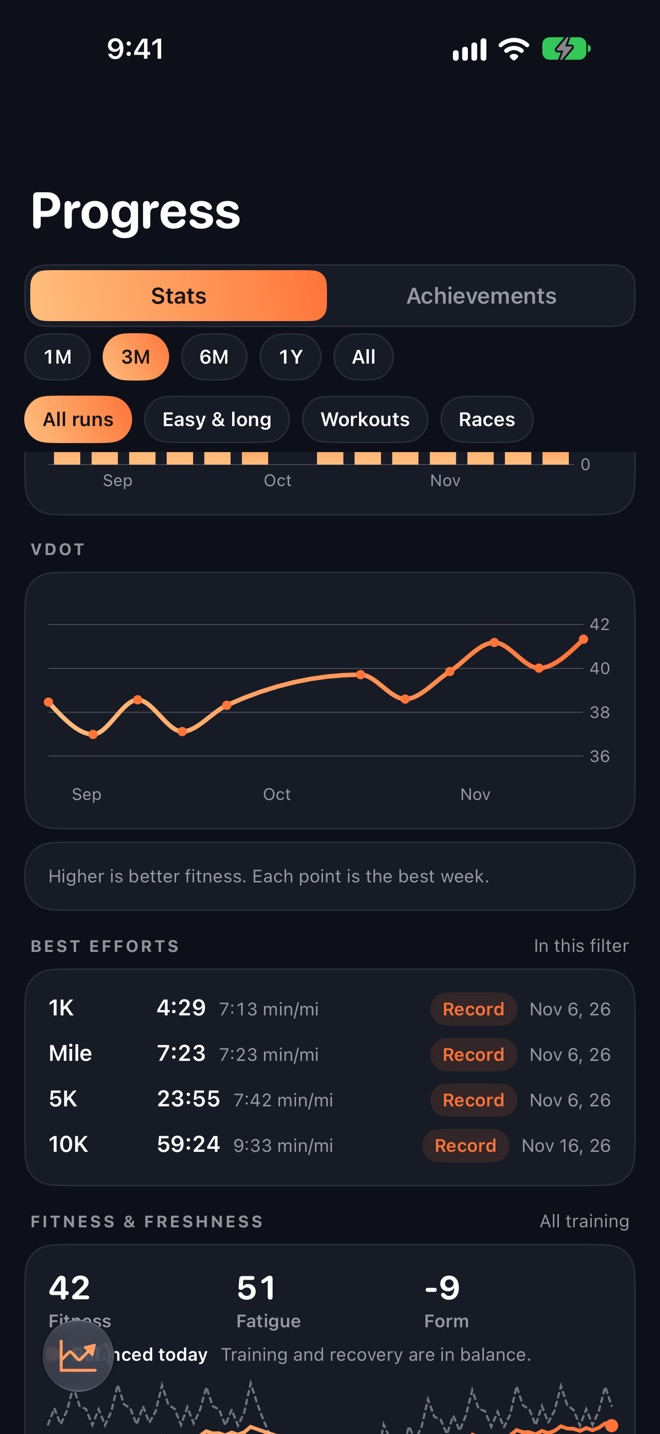 9:41
Progress
Stats Achievements
1M 3M 6M 1Y All
All runs Easy & long Workouts Races
0
Sep Oct Nov
VDOT
42
40
38
36
Sep Oct Nov
Higher is better fitness. Each point is the best week.
BEST EFFORTS In this filter
1K 4:29 7:13 min/mi Record Nov 6, 26
Mile 7:23 7:23 min/mi Record Nov 6, 26
5K 23:55 7:42 min/mi Record Nov 6, 26
10K 59:24 9:33 min/mi Record Nov 16, 26
FITNESS & FRESHNESS All training
42 51 -9
Fitness Fatigue Form
today Training and recovery are in balance.